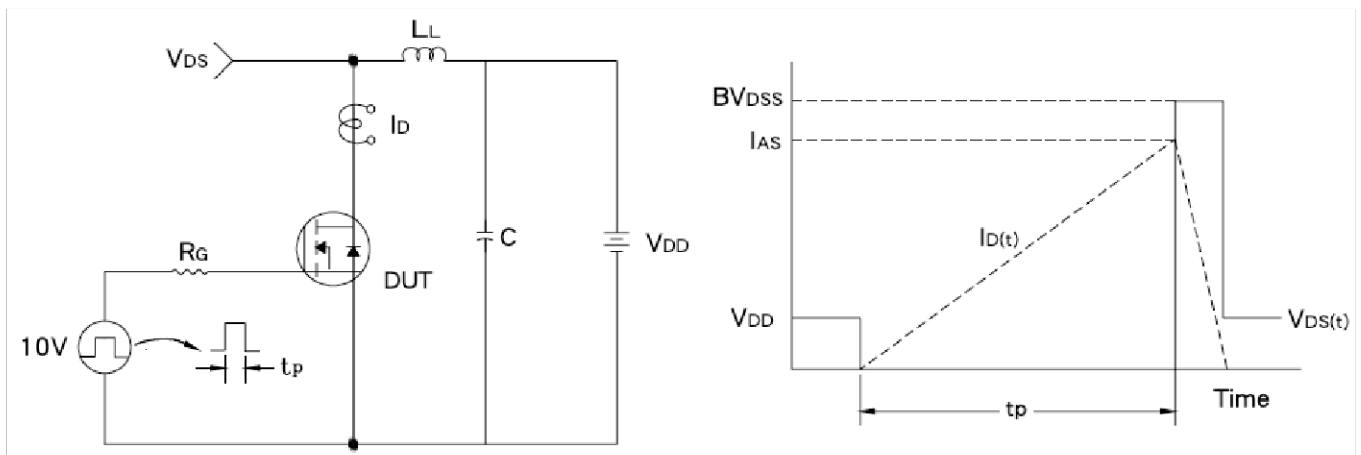 LL
VDS
ID
RG
C
VDD
DUT
10V
tp
BVDSS
IAS
ID(t)
VDD
VDS(t)
tp
Time